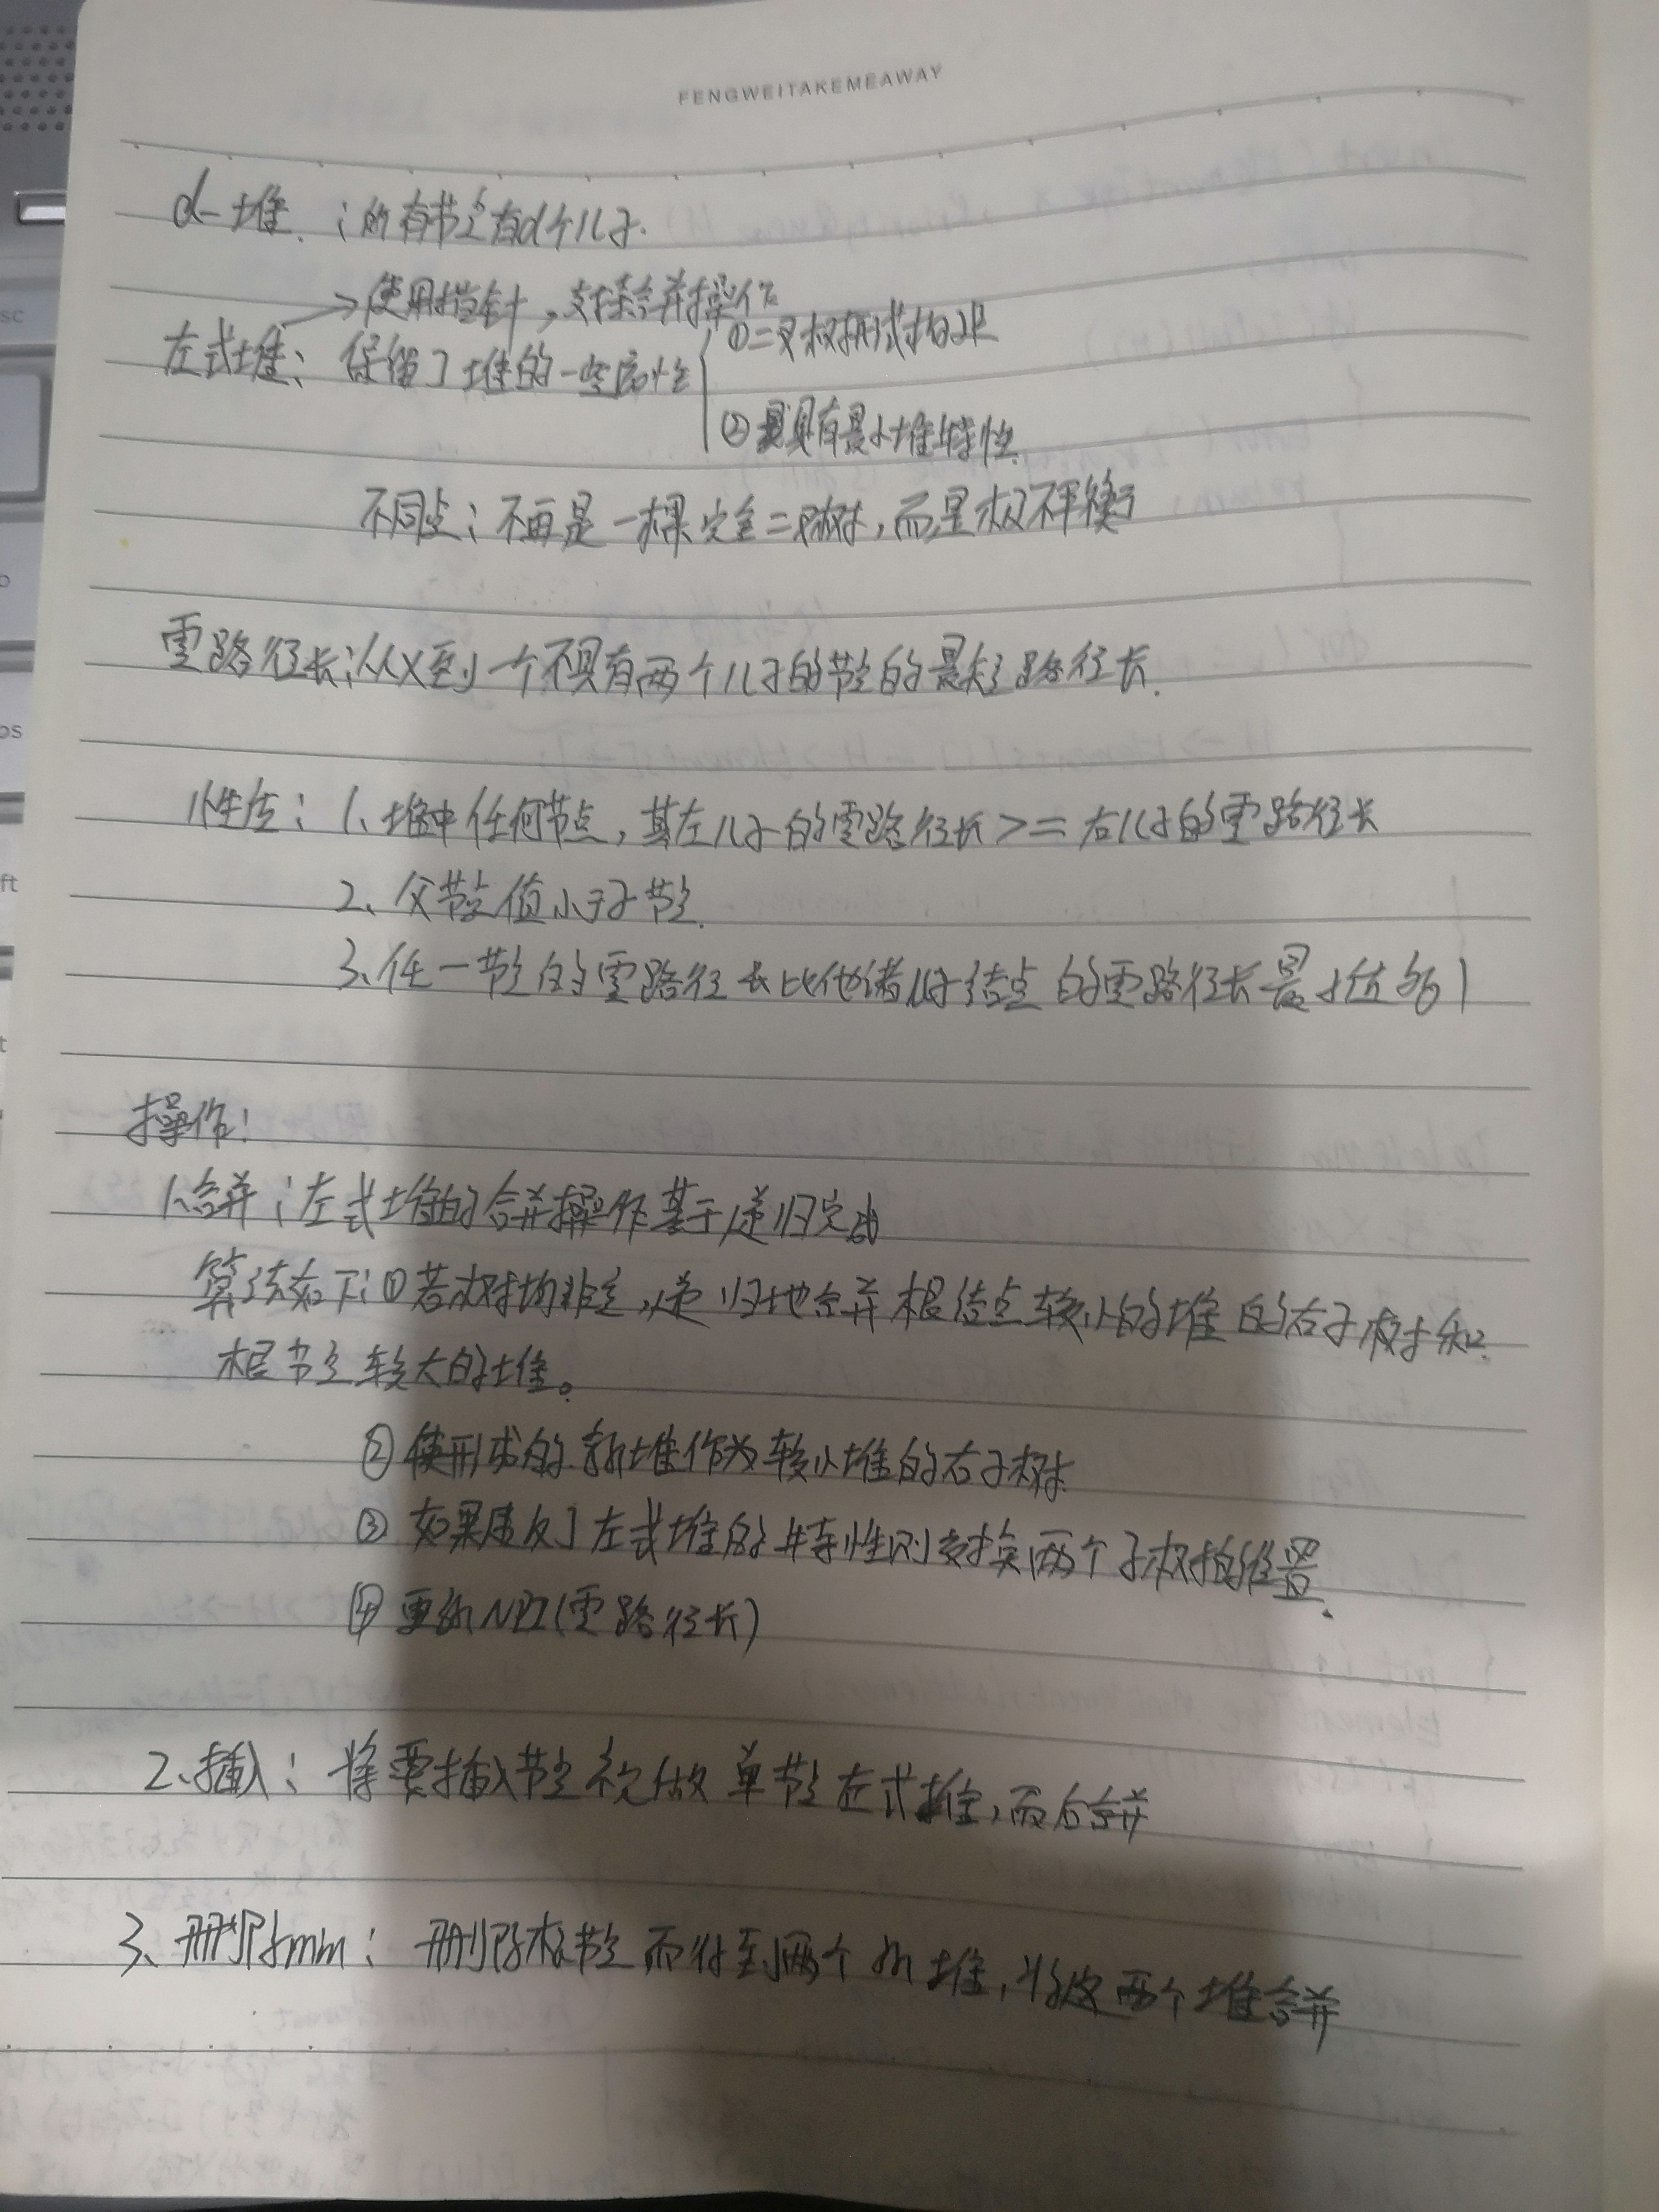 FENGWEITAKEMEAWAY
d-堆：所有节点有d个儿子.
使用指针，支持合并操作
左式堆：保留了堆的一些属性
①二叉树形式构成
②具有最小堆特性.
不同点：不再是一棵完全二叉树，而是极不平衡
零路径长：从X至到一个不具有两个儿子的节点的最短路径长.
性质：1、堆中任何节点，其左儿子的零路径长>=右儿子的零路径长
2、父节点值小于子节点.
3、任一节点的零路径长比他诸儿子结点的零路径长最小值多1
操作：
1、合并：左式堆的合并操作基于递归完成
算法如下：①若树均非空，递归地合并根结点较小的堆的右子树和
根节点较大的堆。
②使形成的新堆作为较小堆的右子树
③如果违反了左式堆的特性则交换两个子树的位置.
④更新NPL(零路径长)
2、插入：将要插入节点视做单节点左式堆，而后合并
3、删除min：删除根节点而得到两个堆，将这两个堆合并